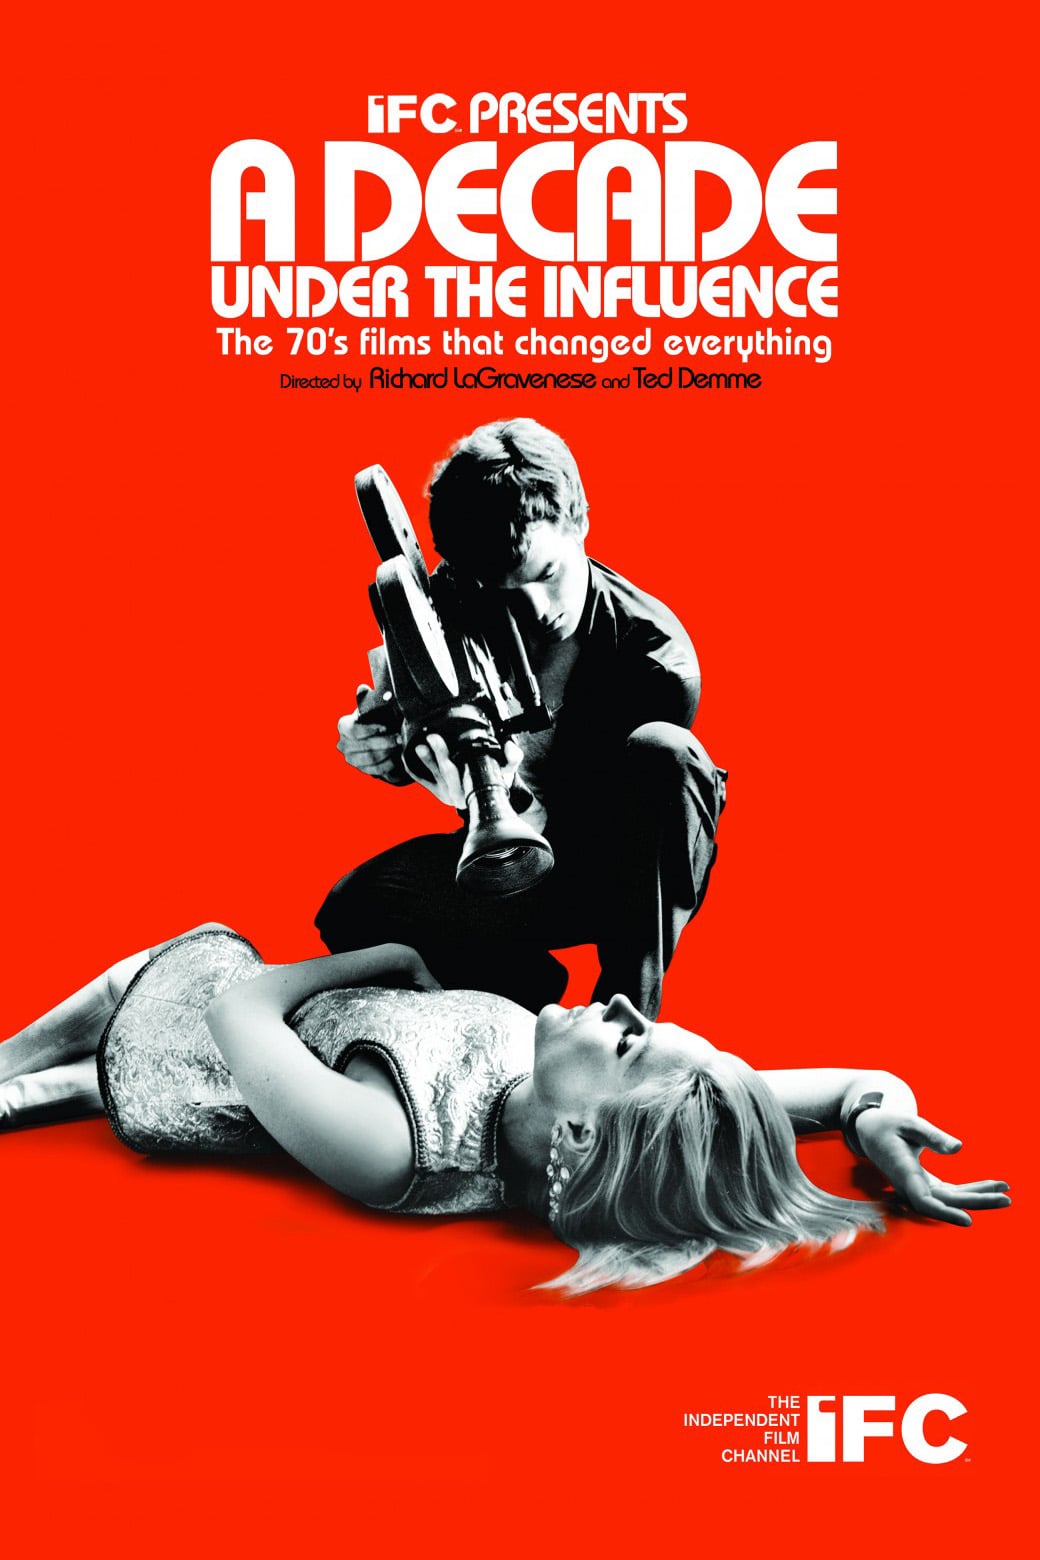 iFC PRESENTS
A DECADE
UNDER THE INFLUENCE
The 70's films that changed everything
Directed by Richard LaGravenese and Ted Demme
THE
INDEPENDENT
FILM
CHANNEL
iFC